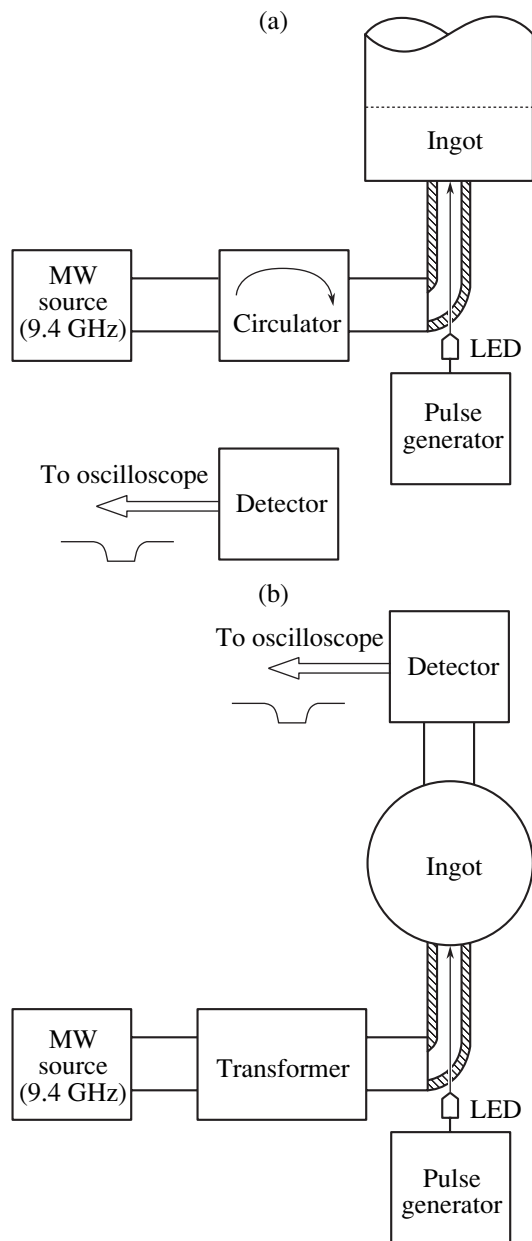 (a)
Ingot
MW
source
(9.4 GHz)
Circulator
LED
Pulse
generator
To oscilloscope
Detector
(b)
To oscilloscope
Detector
Ingot
MW
source
(9.4 GHz)
Transformer
LED
Pulse
generator